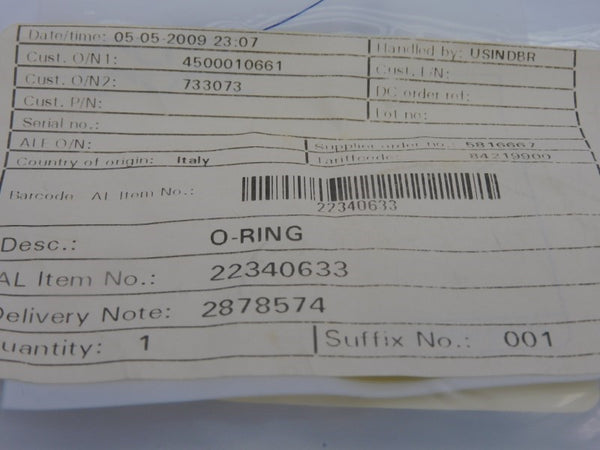 Date/time: 05-05-2009 23:07 Handled by: USINDBR
Cust. O/N1: 4500010661 Cust. L/N:
Cust. O/N2: 733073 DC order ref:
Cust. P/N: Lot no:
Serial no.:
ALF O/N: Supplier order no.: 5816667
Country of origin: Italy Tariffcode: 84219900
Barcode AL Item No.:
22340633
Desc.: O-RING
AL Item No.: 22340633
Delivery Note: 2878574
uantity: 1 Suffix No.: 001